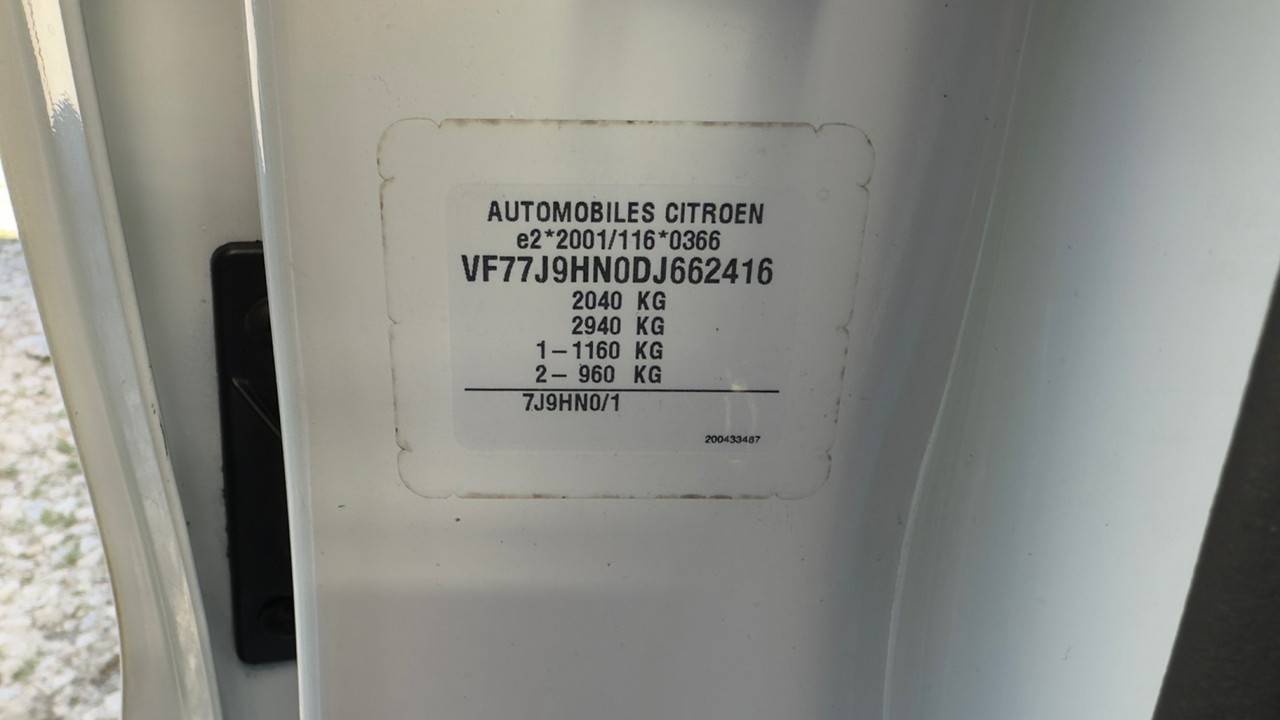 AUTOMOBILES CITROEN
e2*2001/116*0366
VF77J9HN0DJ662416
2040 KG
2940 KG
1-1160 KG
2- 960 KG
7J9HN0/1
200433487